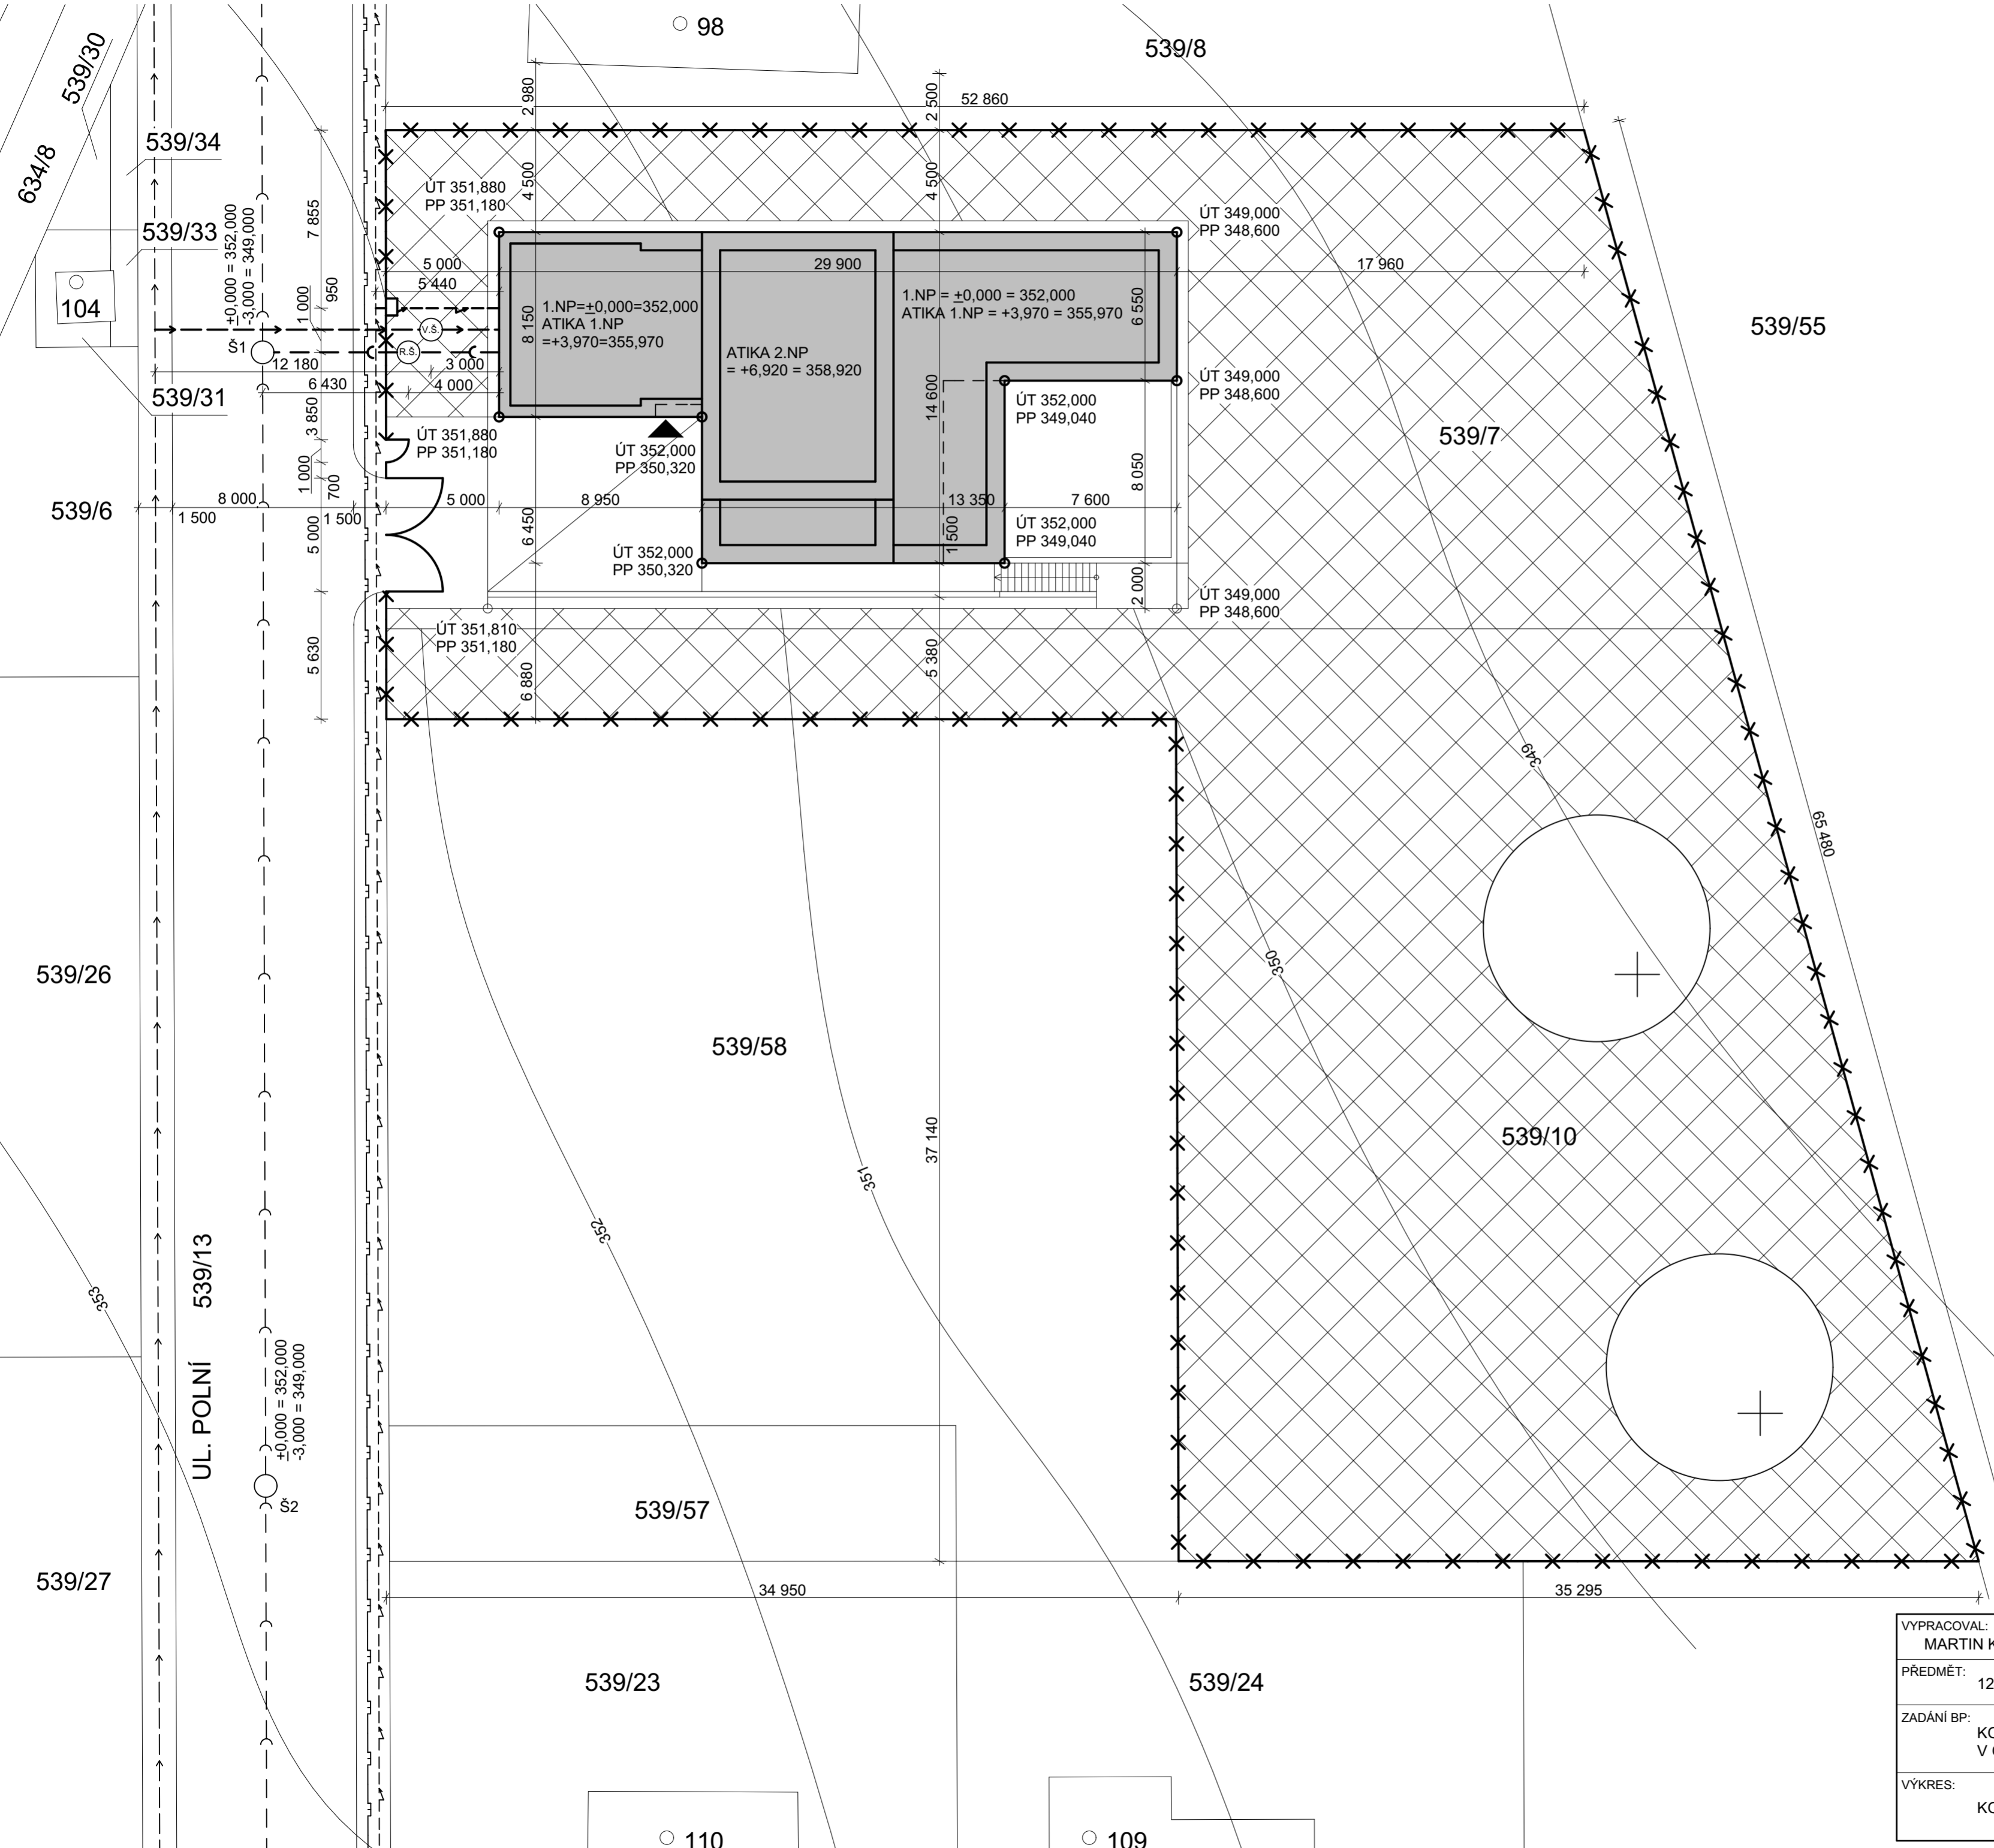 98
539/8
539/30
634/8
539/34
539/33
104
539/31
539/6
539/26
539/27
539/55
539/7
539/10
539/58
539/57
539/23
539/24
110
109
UL. POLNÍ
539/13
2 980
2 500
52 860
4 500
4 500
7 855
950
1 000
3 850
1 000
700
5 000
5 630
±0,000 = 352,000
-3,000 = 349,000
Š1
ÚT 351,880
PP 351,180
ÚT 349,000
PP 348,600
5 000
29 900
17 960
5 440
1.NP=±0,000=352,000
ATIKA 1.NP
=+3,970=355,970
8 150
V.Š.
R.Š.
12 180
3 000
6 430
4 000
ATIKA 2.NP
= +6,920 = 358,920
1.NP = ±0,000 = 352,000
ATIKA 1.NP = +3,970 = 355,970
6 550
14 600
ÚT 349,000
PP 348,600
ÚT 352,000
PP 349,040
ÚT 351,880
PP 351,180
ÚT 352,000
PP 350,320
8 050
8 000
1 500
1 500
5 000
8 950
13 350
7 600
6 450
1 500
ÚT 352,000
PP 349,040
ÚT 352,000
PP 350,320
2 000
ÚT 349,000
PP 348,600
ÚT 351,810
PP 351,180
6 880
5 380
349
350
351
352
353
65 480
37 140
±0,000 = 352,000
-3,000 = 349,000
Š2
34 950
35 295
VYPRACOVAL:
MARTIN
PŘEDMĚT:
12
ZADÁNÍ BP:
V
VÝKRES: